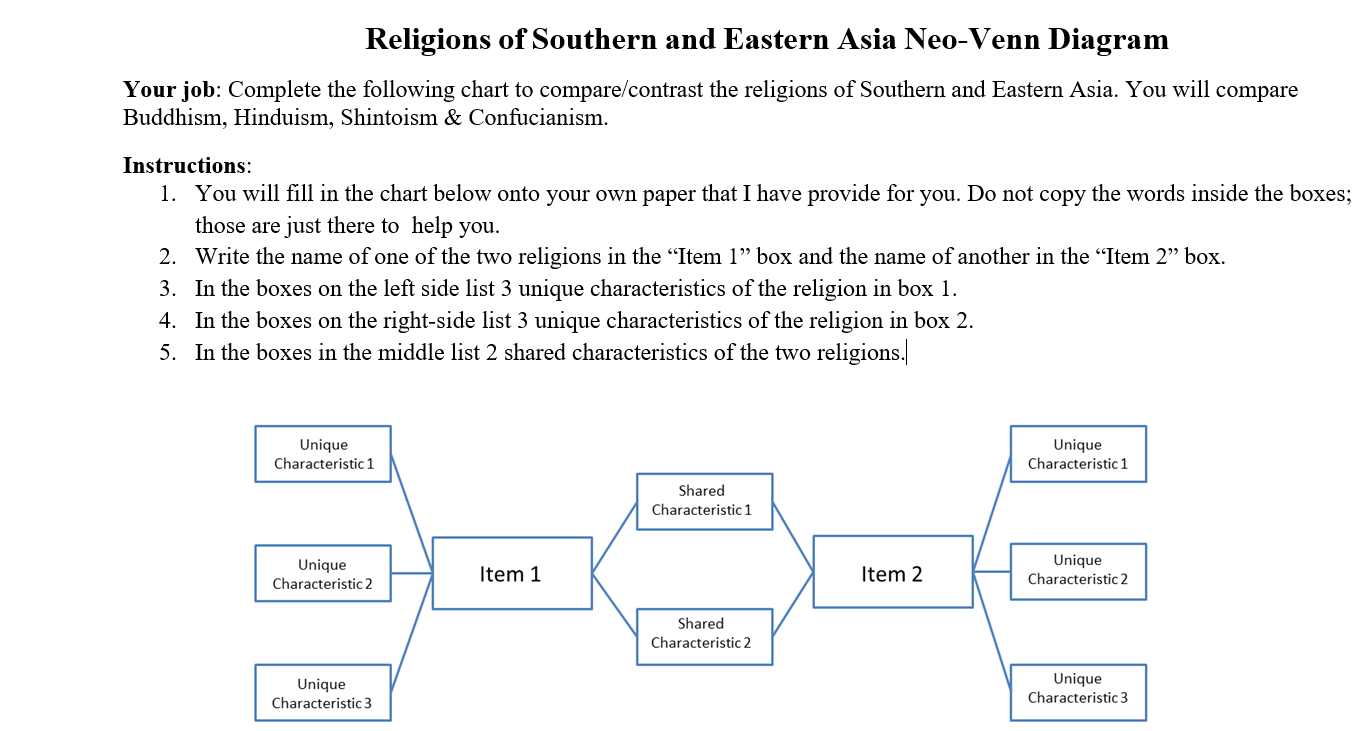 Religions of Southern and Eastern Asia Neo-Venn Diagram
Your job: Complete the following chart to compare/contrast the religions of Southern and Eastern Asia. You will compare
Buddhism, Hinduism, Shintoism & Confucianism.
Instructions:
1. You will fill in the chart below onto your own paper that I have provide for you. Do not copy the words inside the boxes;
those are just there to  help you.
2. Write the name of one of the two religions in the “Item 1” box and the name of another in the “Item 2” box.
3. In the boxes on the left side list 3 unique characteristics of the religion in box 1.
4. In the boxes on the right-side list 3 unique characteristics of the religion in box 2.
5. In the boxes in the middle list 2 shared characteristics of the two religions.
Unique
Characteristic 1
Unique
Characteristic 2
Unique
Characteristic 3
Item 1
Shared
Characteristic 1
Shared
Characteristic 2
Item 2
Unique
Characteristic 1
Unique
Characteristic 2
Unique
Characteristic 3